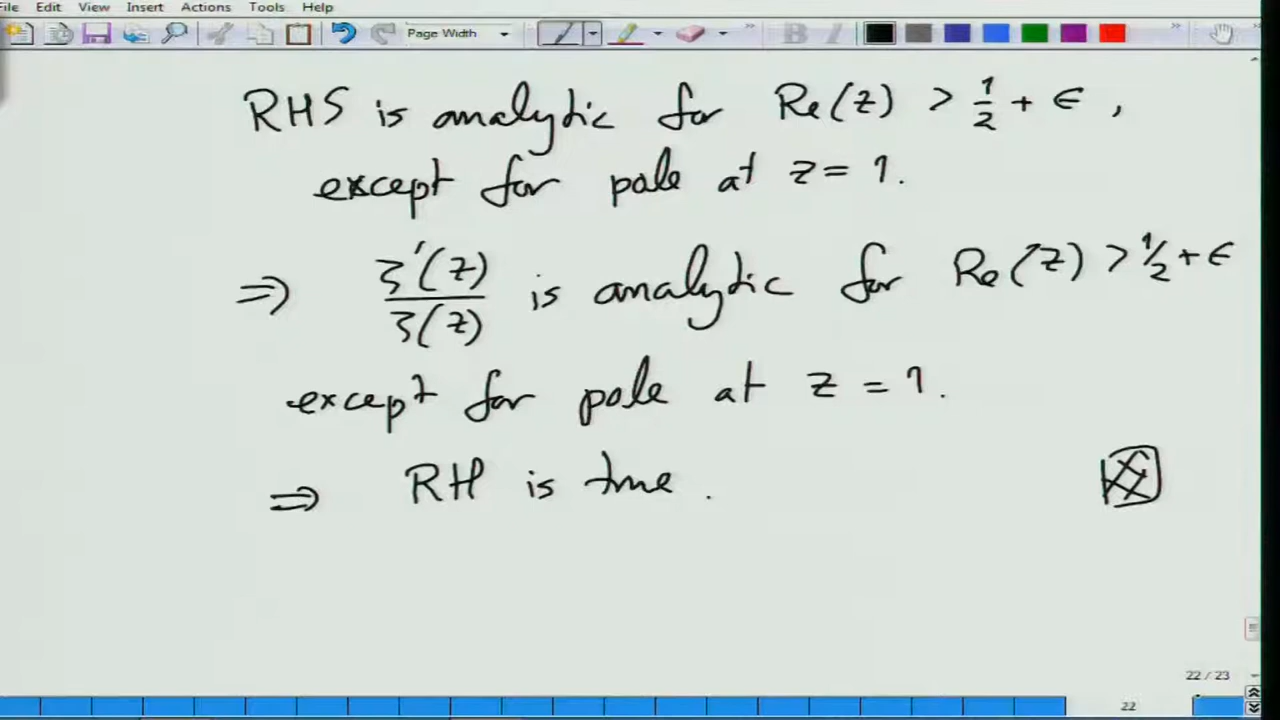 File Edit View Insert Actions Tools Help
Page Width
RHS is analytic for Re(z) > 1/2 + ϵ,
except for pole at z = 1.
⇒ ζ'(z)/ζ(z) is analytic for Re(z) > 1/2 + ϵ
except for pole at z = 1.
⇒ RH is true.
22 / 23
22